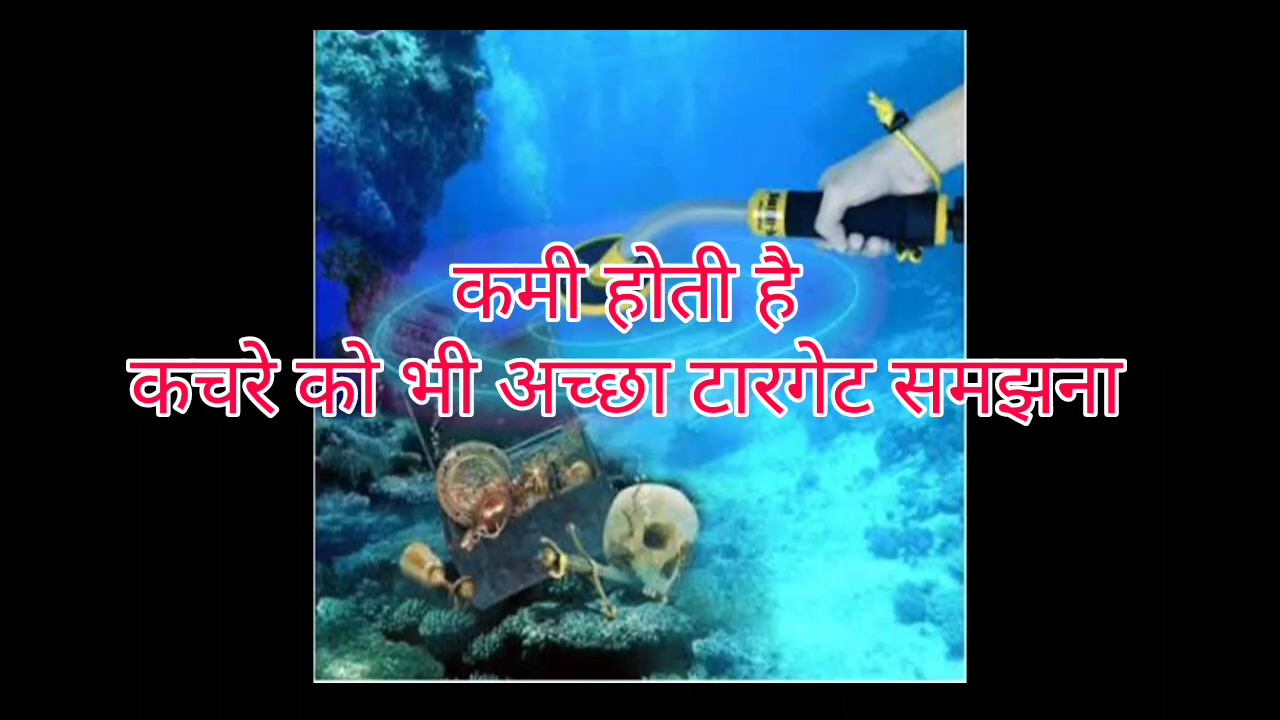 कमी होती है
कचरे को भी अच्छा टारगेट समझना